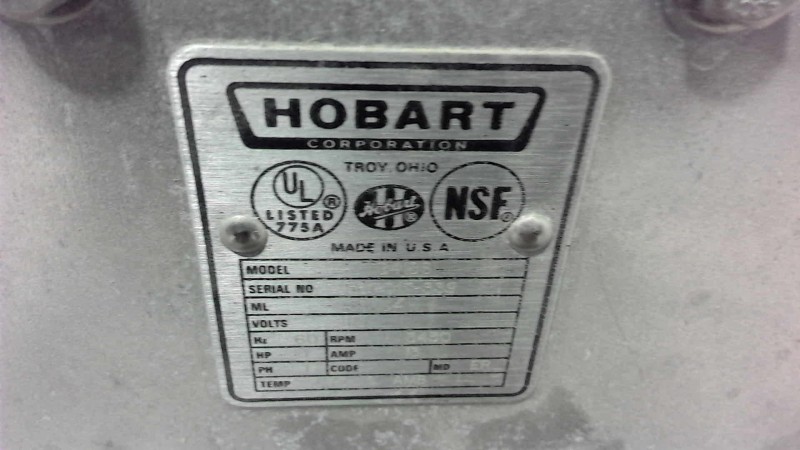 HOBART
CORPORATION
TROY, OHIO
UL ®
LISTED
775A
Hobart ®
NSF ®
MADE IN U.S.A
MODEL
SERIAL NO
ML
VOLTS
Hz RPM
HP AMP
PH CODE MD
TEMP